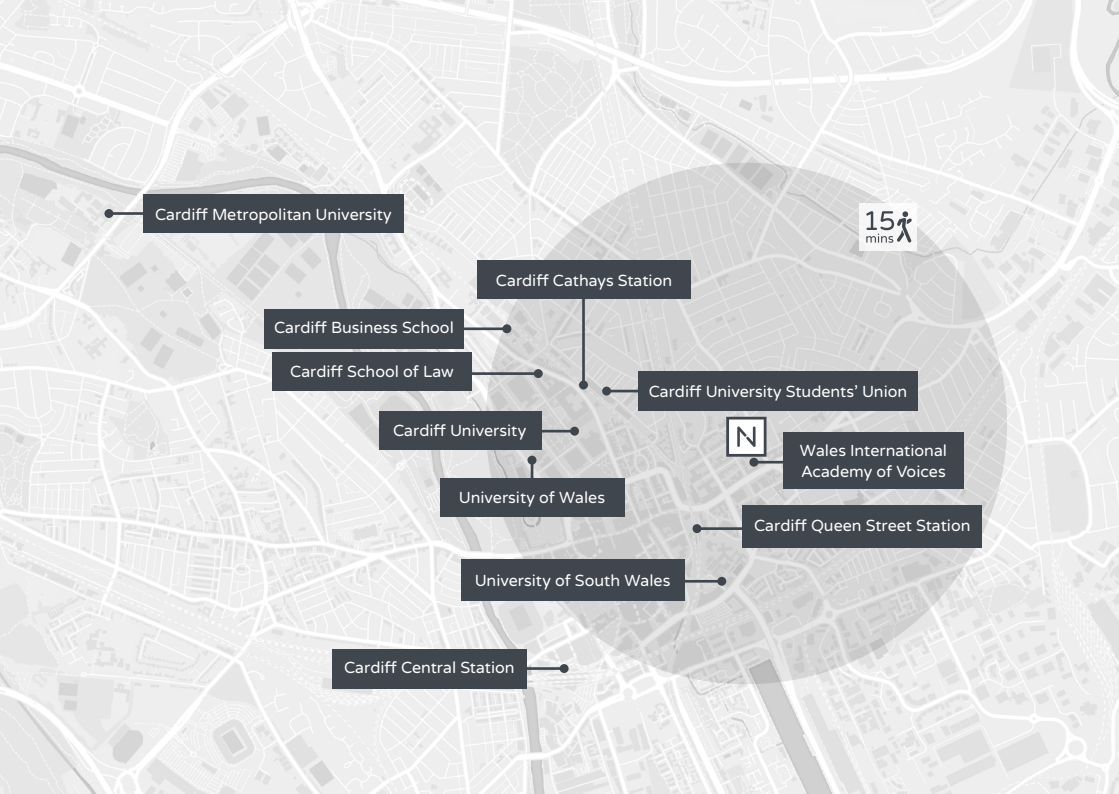 Cardiff Metropolitan University
15
mins
Cardiff Cathays Station
Cardiff Business School
Cardiff School of Law
Cardiff University Students’ Union
Cardiff University
N
Wales International
Academy of Voices
University of Wales
Cardiff Queen Street Station
University of South Wales
Cardiff Central Station